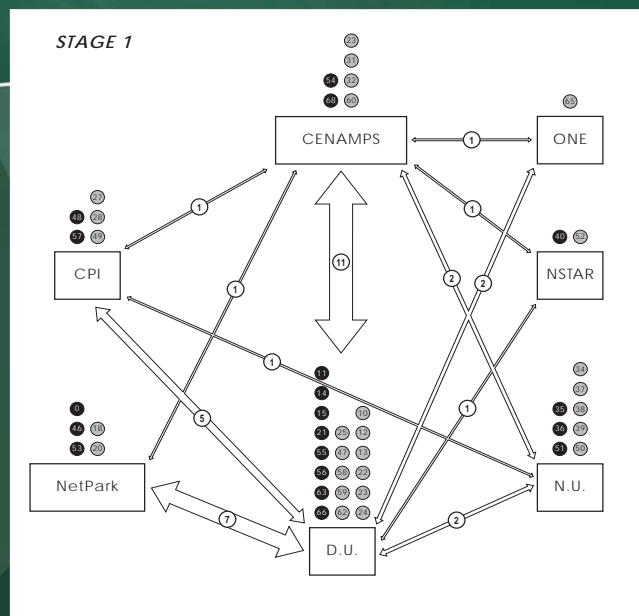 STAGE 1
23
31
54 32
68 60
65
CENAMPS
1
ONE
27
48 28
57 49
1
1
40 52
CPI
11
2
2
NSTAR
1
1
11
14
15 10
21 25 12
55 47 13
56 58 22
63 59 23
66 62 24
34
37
35 38
36 39
51 50
0
46 18
53 20
5
1
NetPark
7
2
N.U.
D.U.